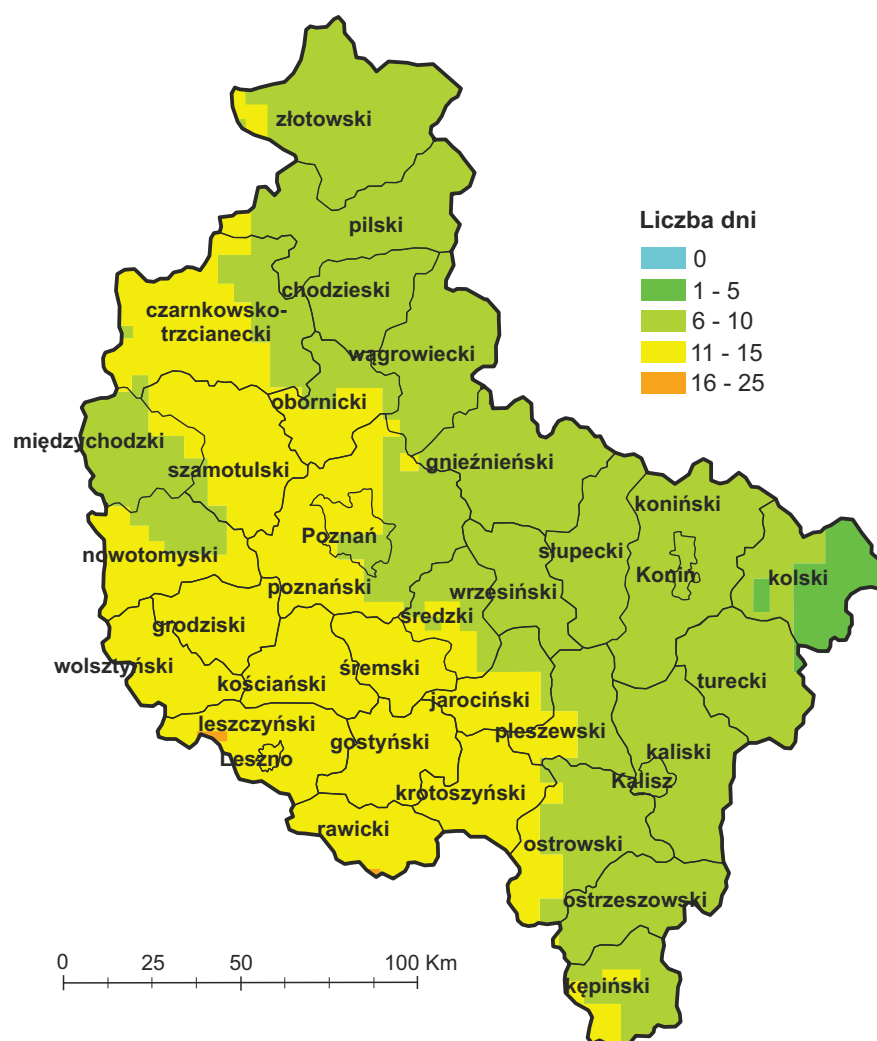 złotowski
pilski
Liczba dni
0
1 - 5
6 - 10
11 - 15
16 - 25
chodzieski
czarnkowsko-
trzcianecki
wągrowiecki
obornicki
międzychodzki
szamotulski
gnieźnieński
koniński
Poznań
nowotomyski
słupecki
Konin
kolski
poznański
wrzesiński
średzki
grodziski
wolsztyński
kościański
śremski
turecki
jarociński
leszczyński
pleszewski
gostyński
kaliski
Leszno
Kalisz
krotoszyński
rawicki
ostrowski
ostrzeszowski
kępiński
0 25 50 100 Km